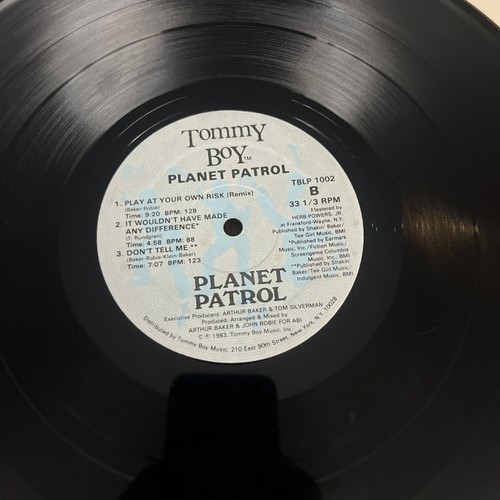 Tommy
BOY™
PLANET PATROL
1. PLAY AT YOUR OWN RISK (Remix)
(Baker-Robie)
Time: 9:20 BPM: 129
2. IT WOULDN'T HAVE MADE
ANY DIFFERENCE*
(T. Rundgren)
Time: 4:58 BPM: 88
3. DON'T TELL ME **
(Baker-Robie-Klein-Baker)
Time: 7:07 BPM: 123
TBLP 1002
B
33 1/3 RPM
Mastered by
HERB POWERS, JR.
at Frankford-Wayne, N.Y.
Published by Shakin' Baker/
Tee Girl Music, BMI
*Published by Earmark
Music, Inc./Fiction Music/
Screengems Columbia
Music, Inc., BMI
**Published by Shakin'
Baker/Tee Girl Music/
Indulgent Music, BMI
PLANET
PATROL
Executive Producers: ARTHUR BAKER & TOM SILVERMAN
Produced, Arranged & Mixed by
ARTHUR BAKER & JOHN ROBIE FOR ABI
© ℗ 1983, Tommy Boy Music, Inc.
Distributed by Tommy Boy Music, 210 East 90th Street, New York, N.Y. 10028